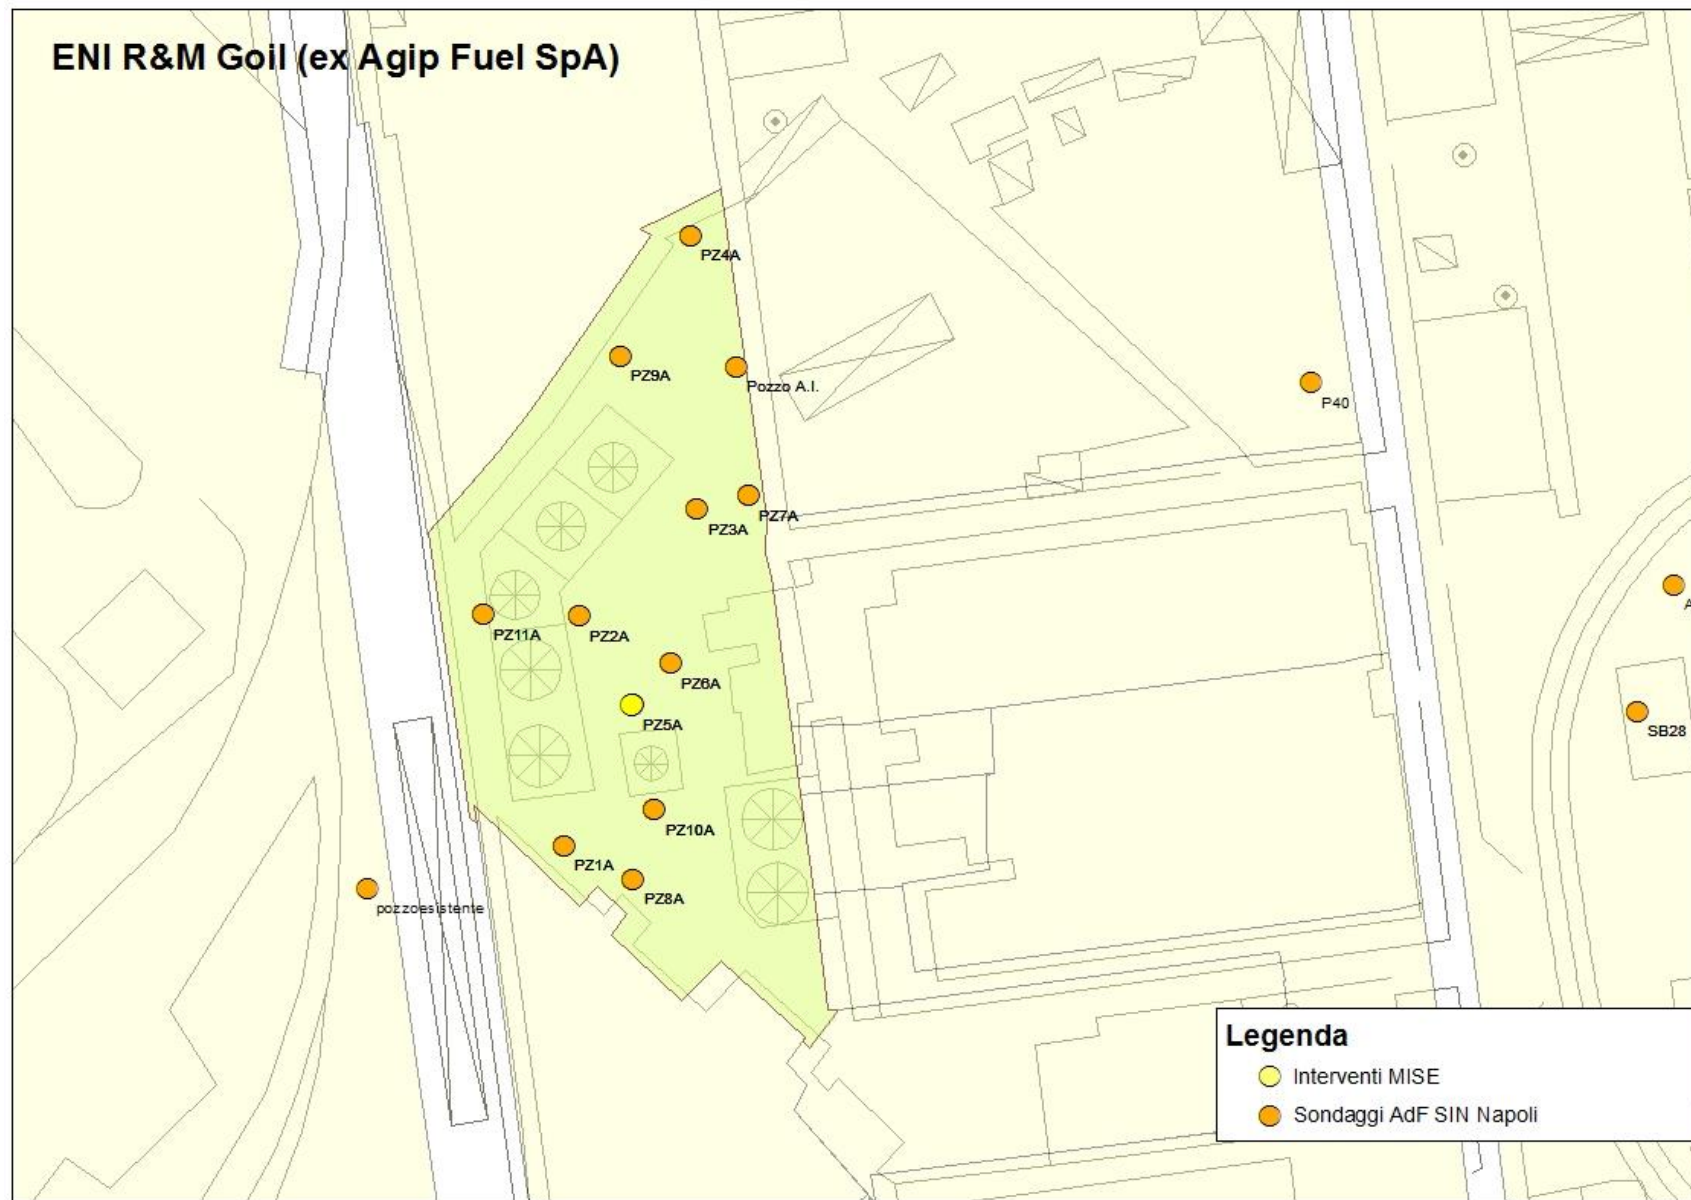 ENI R&M Goil (ex Agip Fuel SpA)
PZ4A
PZ9A
Pozzo A.I.
P40
PZ3A
PZ7A
PZ11A
PZ2A
PZ6A
PZ5A
SB28
PZ10A
PZ1A
PZ8A
pozzoesistente
Legenda
Interventi MISE
Sondaggi AdF SIN Napoli